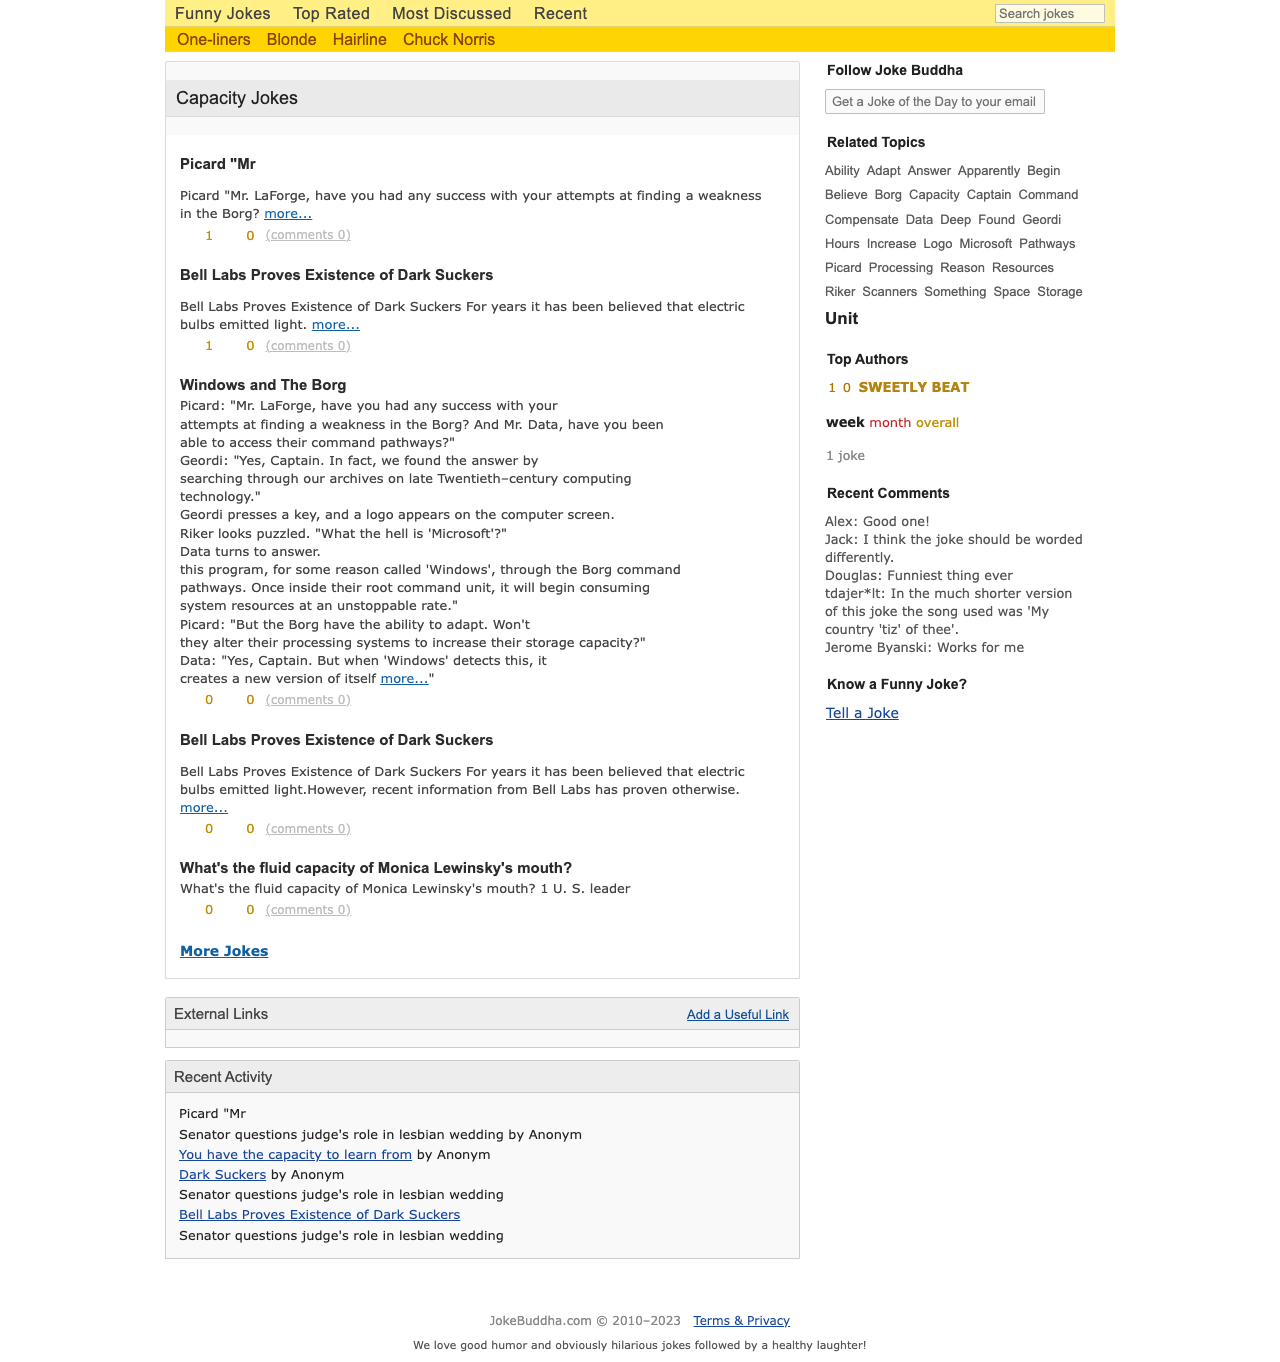 Funny Jokes Top Rated Most Discussed Recent Search jokes
One-liners Blonde Hairline Chuck Norris
Capacity Jokes
Picard "Mr
Picard "Mr. LaForge, have you had any success with your attempts at finding a weakness
in the Borg? more...
1 0 (comments 0)
Bell Labs Proves Existence of Dark Suckers
Bell Labs Proves Existence of Dark Suckers For years it has been believed that electric
bulbs emitted light. more...
1 0 (comments 0)
Windows and The Borg
Picard: "Mr. LaForge, have you had any success with your
attempts at finding a weakness in the Borg? And Mr. Data, have you been
able to access their command pathways?"
Geordi: "Yes, Captain. In fact, we found the answer by
searching through our archives on late Twentieth–century computing
technology."
Geordi presses a key, and a logo appears on the computer screen.
Riker looks puzzled. "What the hell is 'Microsoft'?"
Data turns to answer.
this program, for some reason called 'Windows', through the Borg command
pathways. Once inside their root command unit, it will begin consuming
system resources at an unstoppable rate."
Picard: "But the Borg have the ability to adapt. Won't
they alter their processing systems to increase their storage capacity?"
Data: "Yes, Captain. But when 'Windows' detects this, it
creates a new version of itself more..."
0 0 (comments 0)
Bell Labs Proves Existence of Dark Suckers
Bell Labs Proves Existence of Dark Suckers For years it has been believed that electric
bulbs emitted light.However, recent information from Bell Labs has proven otherwise.
more...
0 0 (comments 0)
What's the fluid capacity of Monica Lewinsky's mouth?
What's the fluid capacity of Monica Lewinsky's mouth? 1 U. S. leader
0 0 (comments 0)
More Jokes
External Links Add a Useful Link
Recent Activity
Picard "Mr
Senator questions judge's role in lesbian wedding by Anonym
You have the capacity to learn from by Anonym
Dark Suckers by Anonym
Senator questions judge's role in lesbian wedding
Bell Labs Proves Existence of Dark Suckers
Senator questions judge's role in lesbian wedding
Follow Joke Buddha
Get a Joke of the Day to your email
Related Topics
Ability Adapt Answer Apparently Begin
Believe Borg Capacity Captain Command
Compensate Data Deep Found Geordi
Hours Increase Logo Microsoft Pathways
Picard Processing Reason Resources
Riker Scanners Something Space Storage
Unit
Top Authors
1 0 SWEETLY BEAT
week month overall
1 joke
Recent Comments
Alex: Good one!
Jack: I think the joke should be worded
differently.
Douglas: Funniest thing ever
tdajer*lt: In the much shorter version
of this joke the song used was 'My
country 'tiz' of thee'.
Jerome Byanski: Works for me
Know a Funny Joke?
Tell a Joke
JokeBuddha.com © 2010–2023 Terms & Privacy
We love good humor and obviously hilarious jokes followed by a healthy laughter!